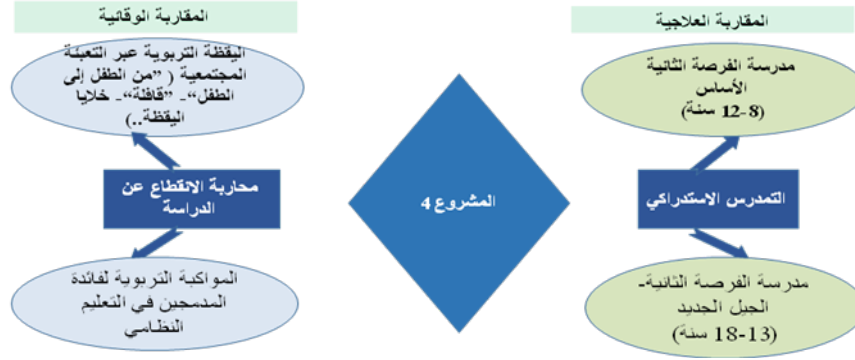 المقاربة العلاجية
مدرسة الفرصة الثانية
الأساس
(8-12 سنة)
التمدرس الاستدراكي
مدرسة الفرصة الثانية-
الجيل الجديد
(13-18 سنة)
المشروع 4
المقاربة الوقائية
اليقظة التربوية عبر التعبئة
المجتمعية ( "من الطفل إلى
الطفل"- "قافلة"- خلايا
اليقظة..)
محاربة الانقطاع عن
الدراسة
المواكبة التربوية لفائدة
المدمجين في التعليم
النظامي